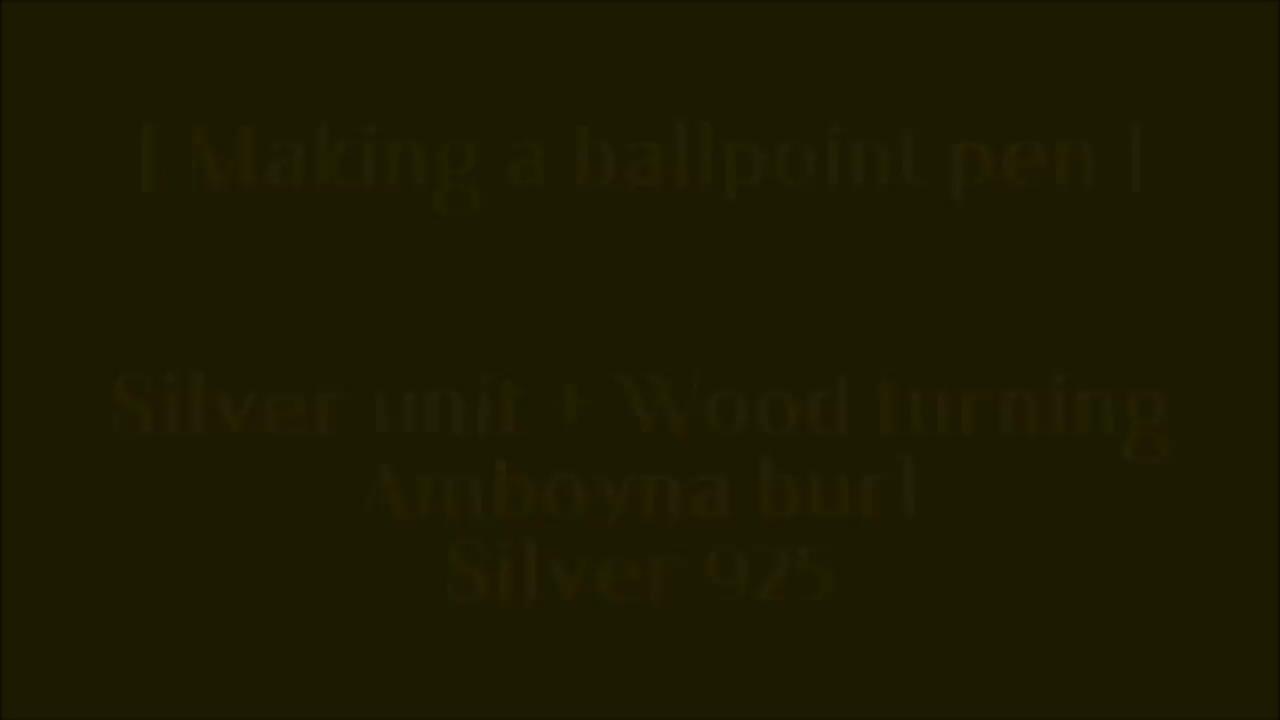 [ Making a ballpoint pen ]
Silver unit + Wood turning
Amboyna burl
Silver 925